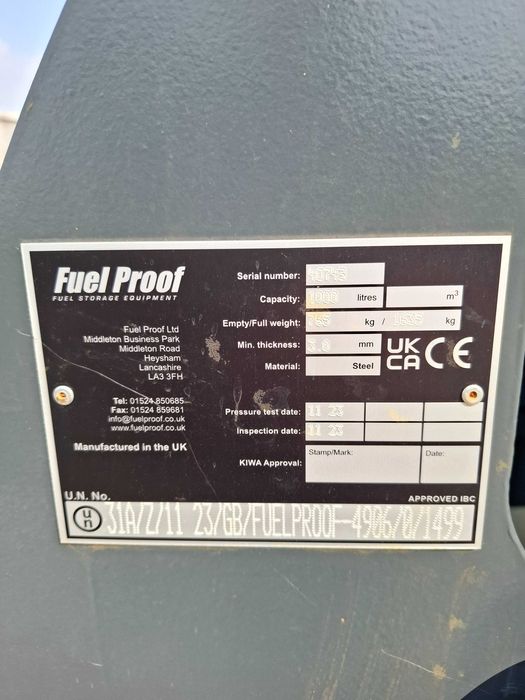 Fuel Proof
FUEL STORAGE EQUIPMENT
Fuel Proof Ltd
Middleton Business Park
Middleton Road
Heysham
Lancashire
LA3 3FH
Tel: 01524 850685
Fax: 01524 859681
info@fuelproof.co.uk
www.fuelproof.co.uk
Manufactured in the UK
Serial number:
Capacity: 1000 litres m³
Empty/Full weight: kg / kg
Min. thickness: 3.0 mm
Material: Steel
UK
CA CE
Pressure test date: 11 23
Inspection date: 11 23
KIWA Approval: Stamp/Mark: Date:
U.N. No. APPROVED IBC
un 31A/Z/11 23/GB/FUELPROOF-4906/0/1499